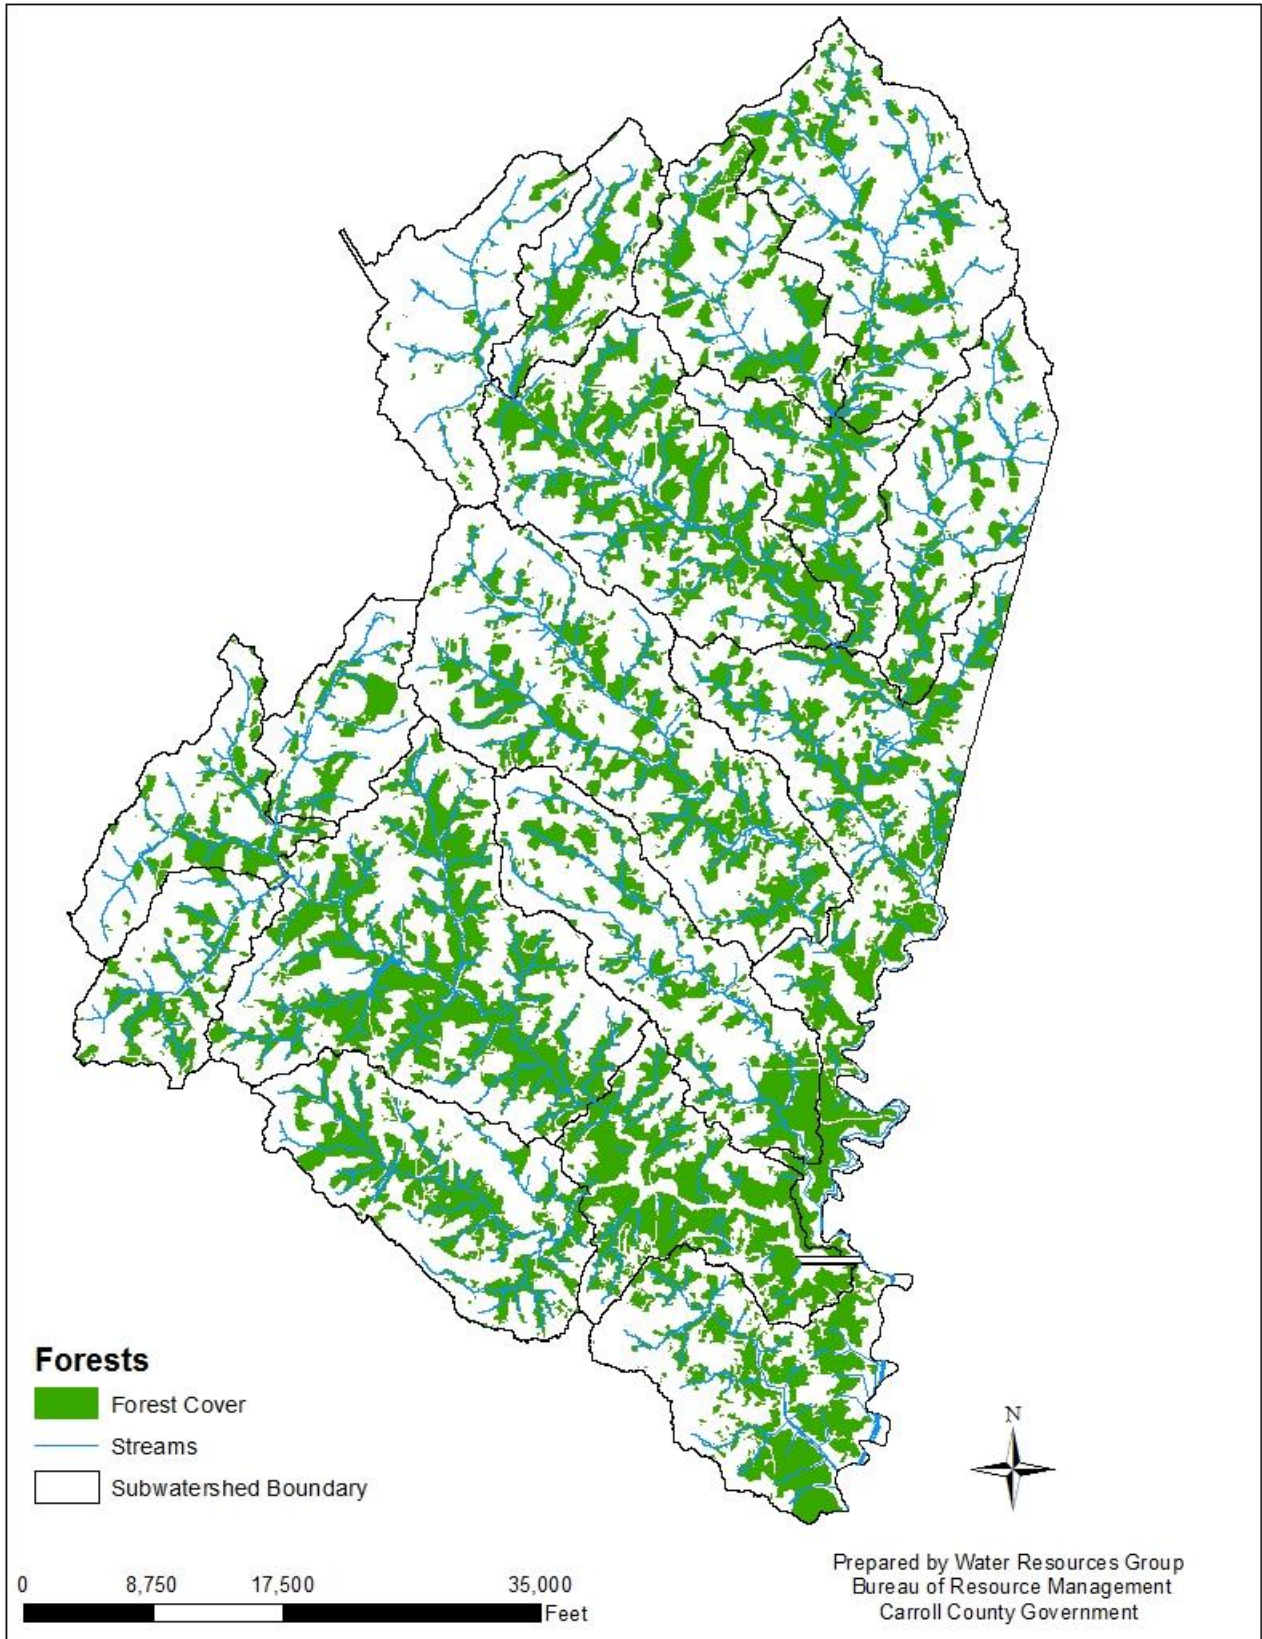 Forests
Forest Cover
Streams
Subwatershed Boundary
N
0 8,750 17,500 35,000
Feet
Prepared by Water Resources Group
Bureau of Resource Management
Carroll County Government